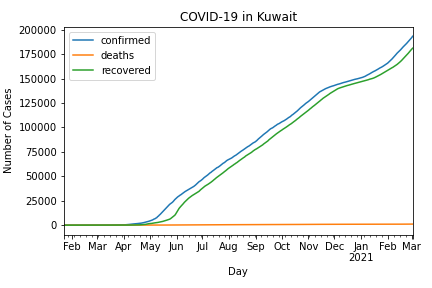 COVID-19 in Kuwait
confirmed
deaths
recovered
Number of Cases
200000
175000
150000
125000
100000
75000
50000
25000
0
Feb Mar Apr May Jun Jul Aug Sep Oct Nov Dec Jan Feb Mar
2021
Day